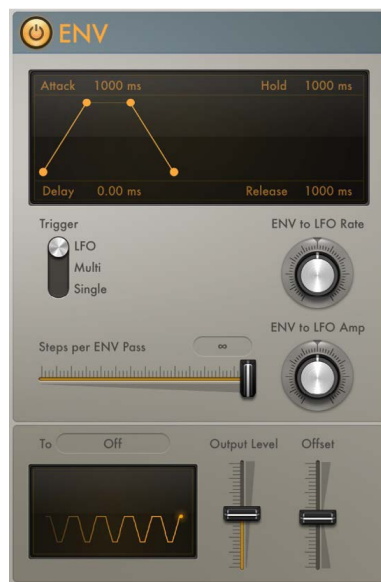 ENV
Attack 1000 ms Hold 1000 ms
Delay 0.00 ms Release 1000 ms
Trigger ENV to LFO Rate
LFO
Multi
Single
ENV to LFO Amp
Steps per ENV Pass ∞
To Off Output Level Offset